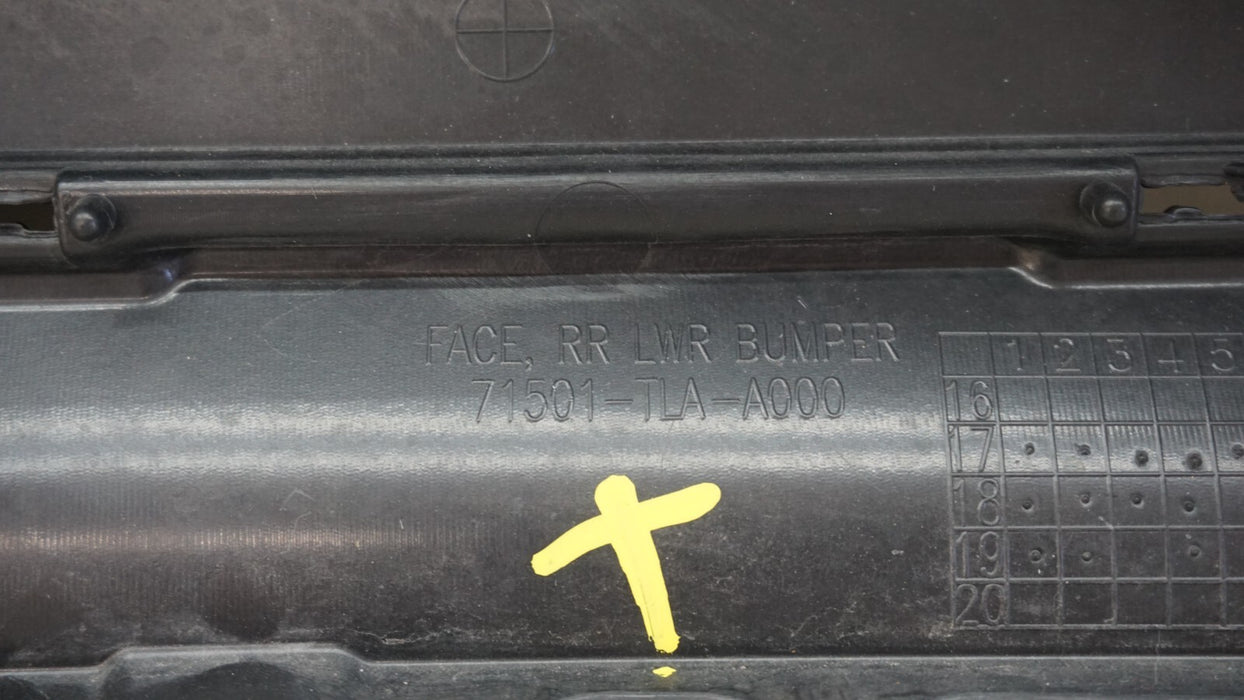 FACE, RR LWR BUMPER
71501-TLA-A000
1 2 3 4 5
16
17
18
19
20